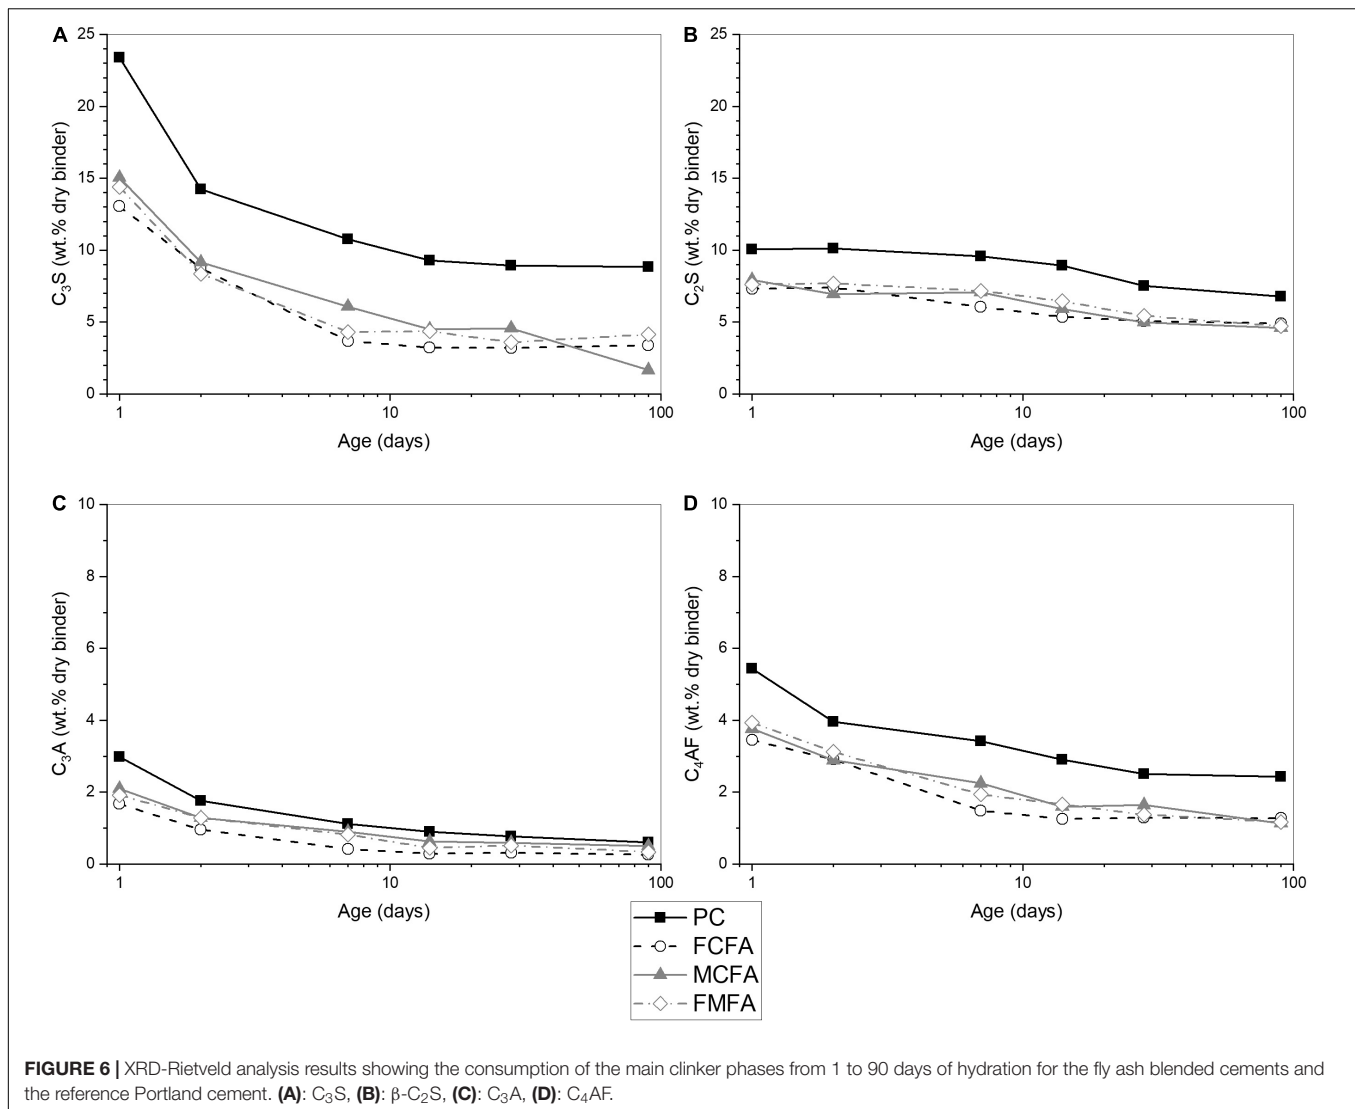 A
25
20
15
10
5
0
C₃S (wt.% dry binder)
1
10
100
Age (days)
B
25
20
15
10
5
0
C₂S (wt.% dry binder)
1
10
100
Age (days)
C
10
8
6
4
2
0
C₃A (wt.% dry binder)
1
10
100
Age (days)
D
10
8
6
4
2
0
C₄AF (wt.% dry binder)
1
10
100
Age (days)
PC
FCFA
MCFA
FMFA
FIGURE 6 | XRD-Rietveld analysis results showing the consumption of the main clinker phases from 1 to 90 days of hydration for the fly ash blended cements and
the reference Portland cement. (A): C₃S, (B): β-C₂S, (C): C₃A, (D): C₄AF.